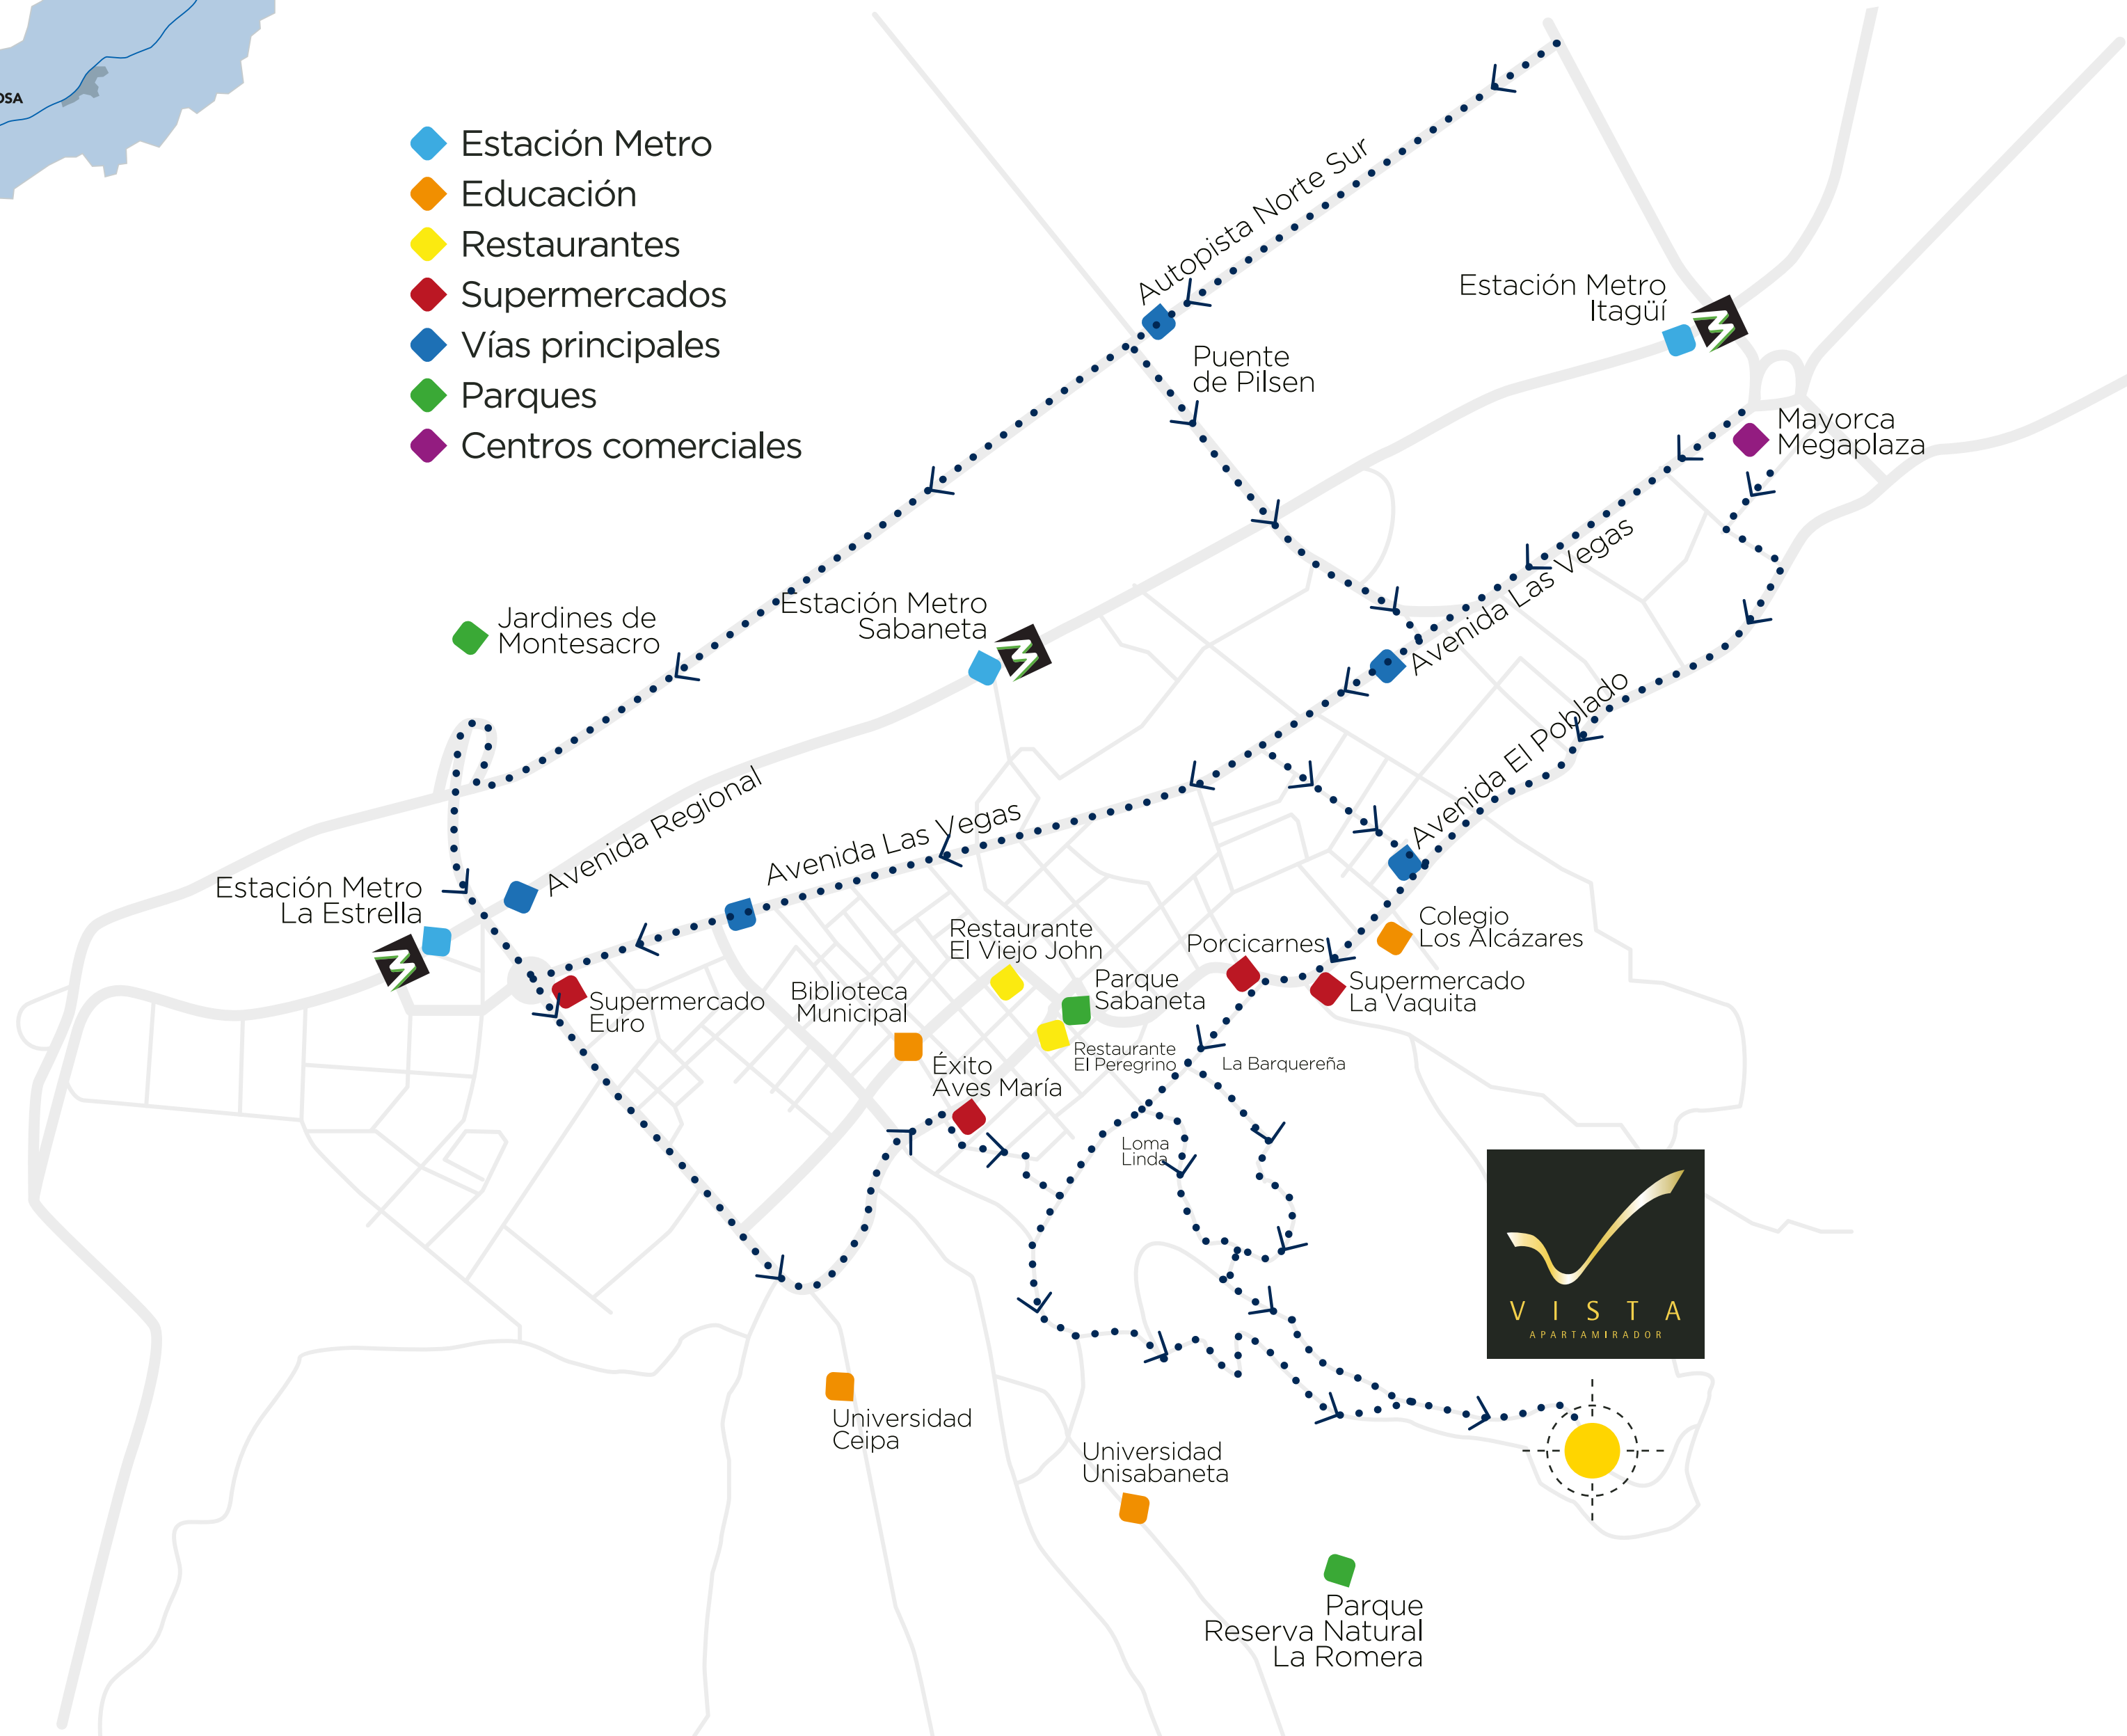 OSA
Estación Metro
Educación
Restaurantes
Supermercados
Vías principales
Parques
Centros comerciales
Autopista Norte Sur
Estación Metro
Itagüí
Puente
de Pilsen
Mayorca
Megaplaza
Avenida Las Vegas
Estación Metro
Sabaneta
Jardines de
Montesacro
Avenida El Poblado
Avenida Regional
Avenida Las Vegas
Estación Metro
La Estrella
Colegio
Los Alcázares
Restaurante
El Viejo John
Porcicarnes
Parque
Sabaneta
Supermercado
La Vaquita
Biblioteca
Municipal
Supermercado
Euro
Restaurante
El Peregrino
La Barquereña
Éxito
Aves María
Loma
Linda
VISTA
APARTAMIRADOR
Universidad
Ceipa
Universidad
Unisabaneta
Parque
Reserva Natural
La Romera